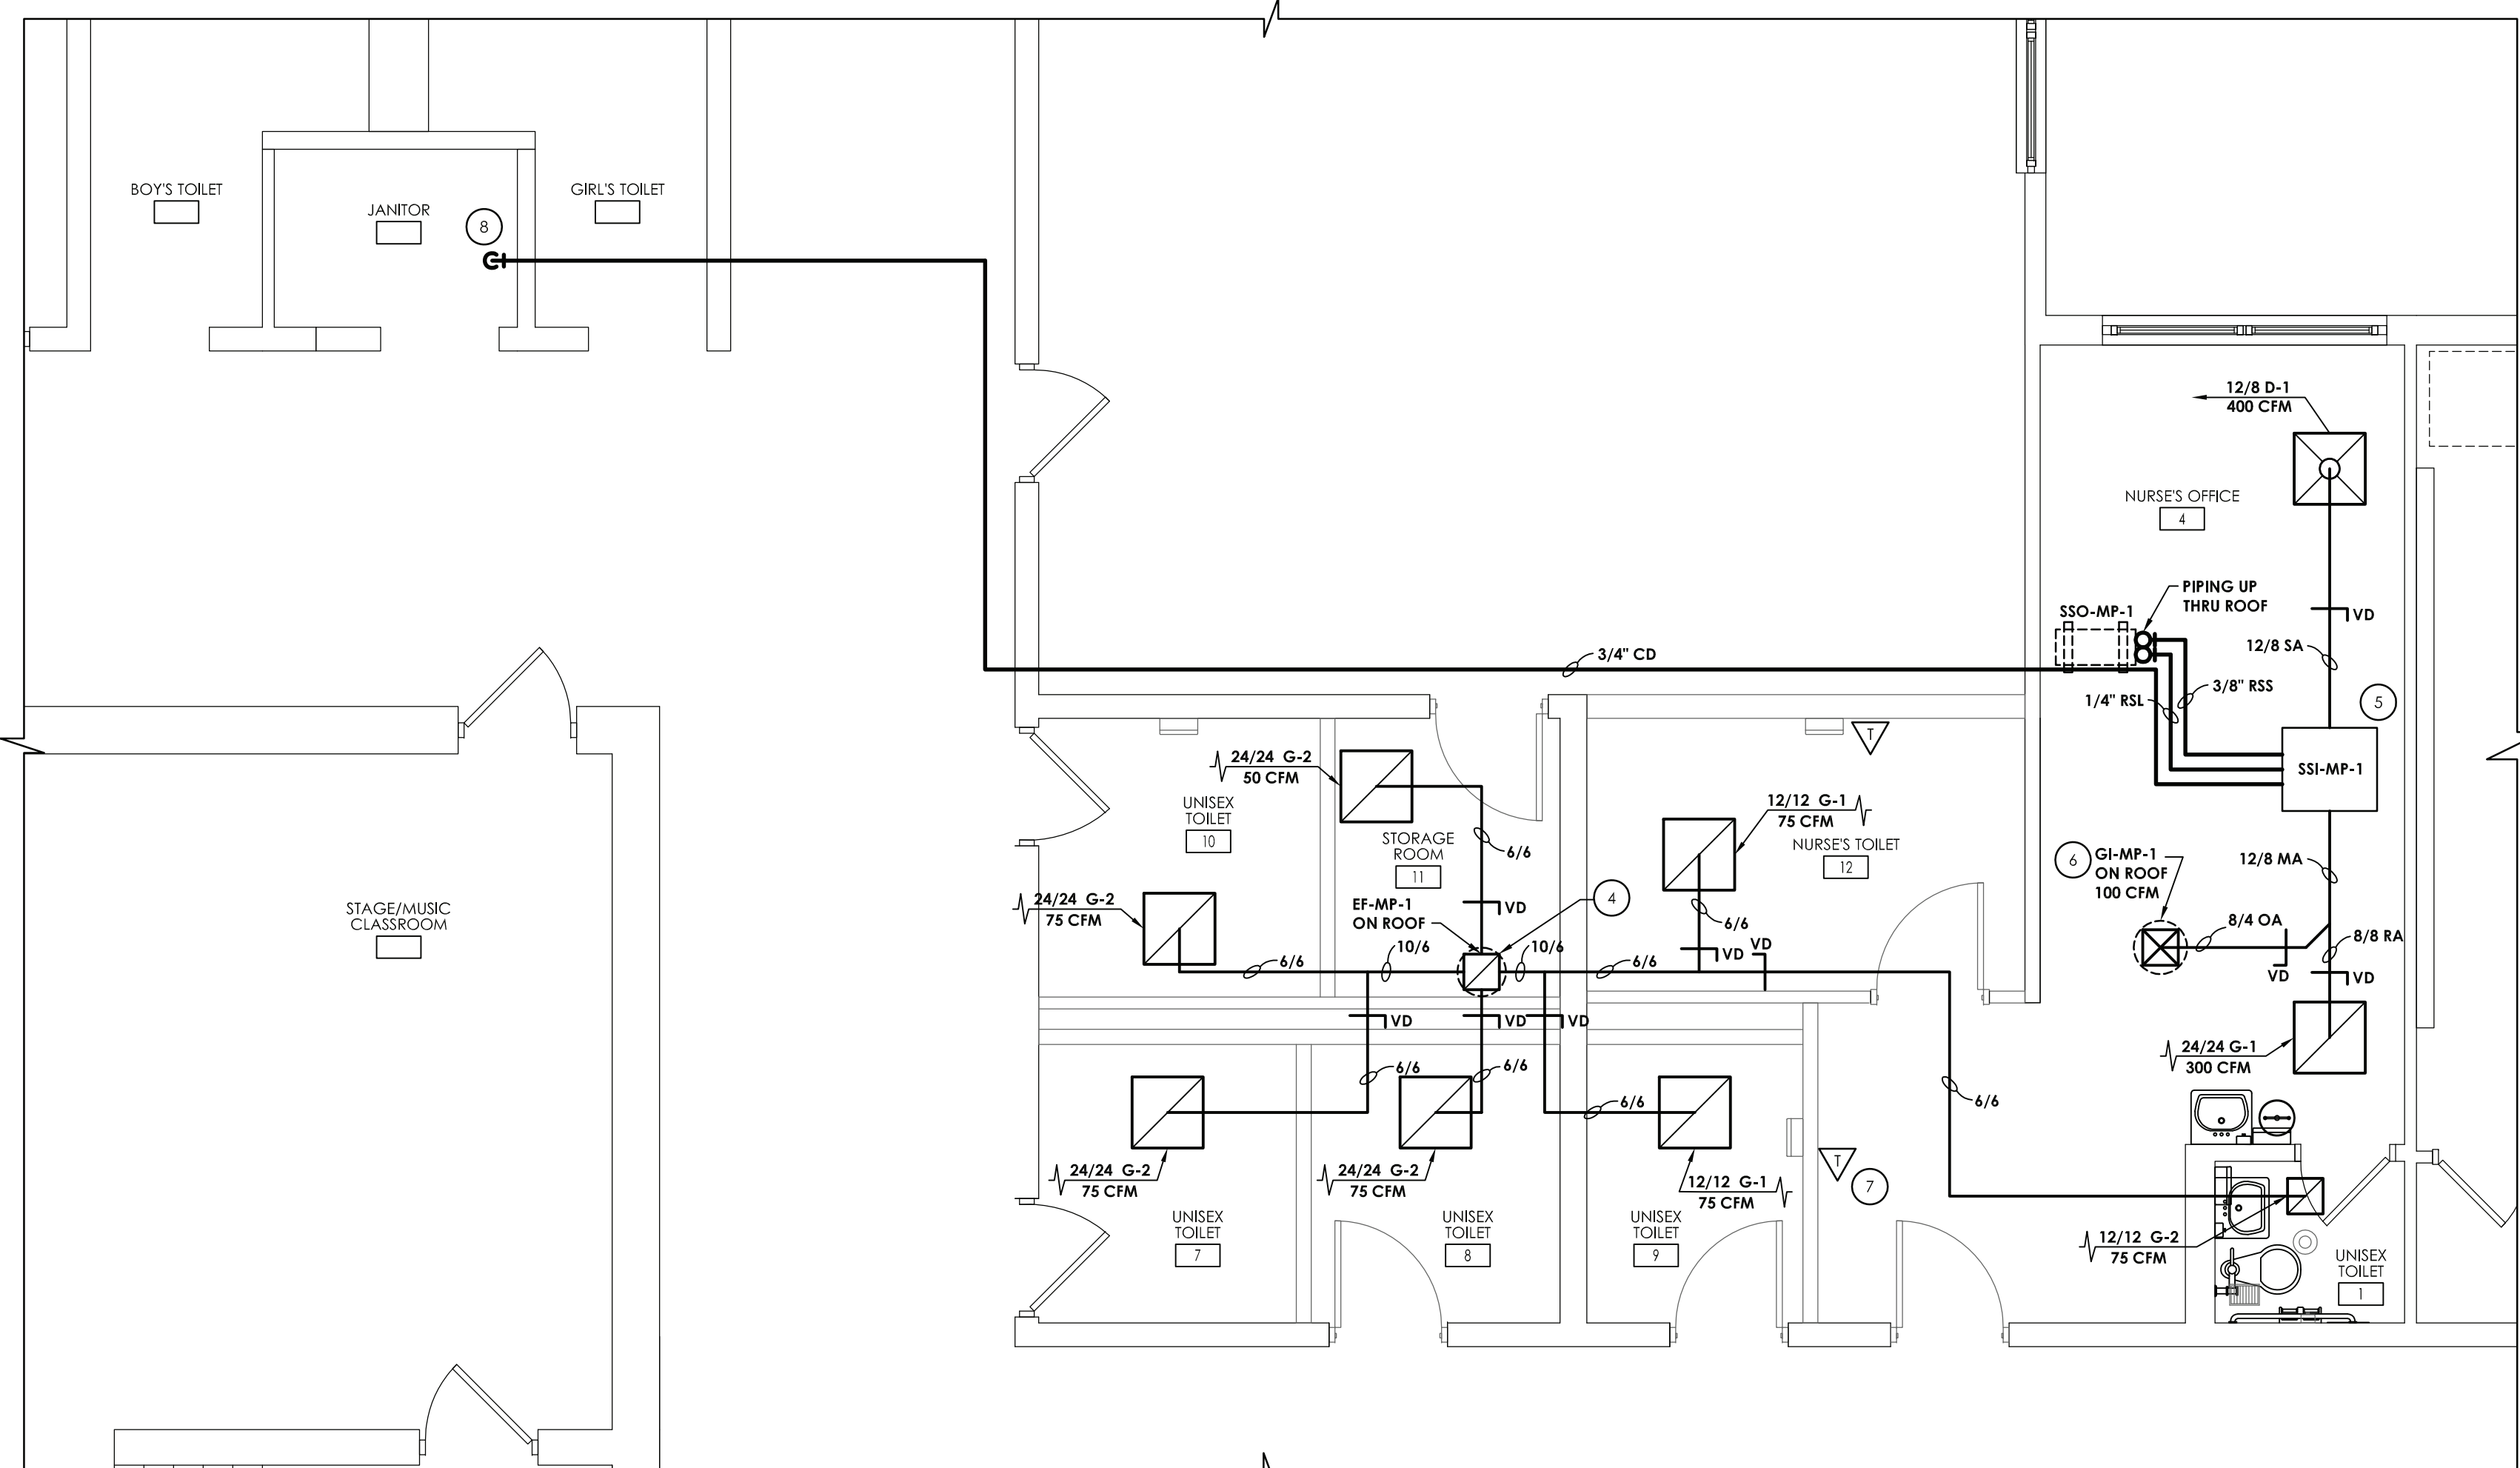 BOY'S TOILET
GIRL'S TOILET
JANITOR
8
12/8 D-1
400 CFM
NURSE'S OFFICE
4
PIPING UP
THRU ROOF
SSO-MP-1
VD
12/8 SA
3/4" CD
3/8" RSS
1/4" RSL
5
SSI-MP-1
T
24/24 G-2
50 CFM
UNISEX
TOILET
10
STORAGE
ROOM
11
6/6
12/12 G-1
75 CFM
NURSE'S TOILET
12
6
GI-MP-1
ON ROOF
100 CFM
12/8 MA
24/24 G-2
75 CFM
EF-MP-1
ON ROOF
VD
4
STAGE/MUSIC
CLASSROOM
6/6
8/4 OA
8/8 RA
6/6
10/6
10/6
6/6
VD
VD
VD
VD
VD
VD
VD
24/24 G-1
300 CFM
6/6
6/6
6/6
6/6
24/24 G-2
75 CFM
24/24 G-2
75 CFM
12/12 G-1
75 CFM
T
7
UNISEX
TOILET
7
UNISEX
TOILET
8
UNISEX
TOILET
9
12/12 G-2
75 CFM
UNISEX
TOILET
1